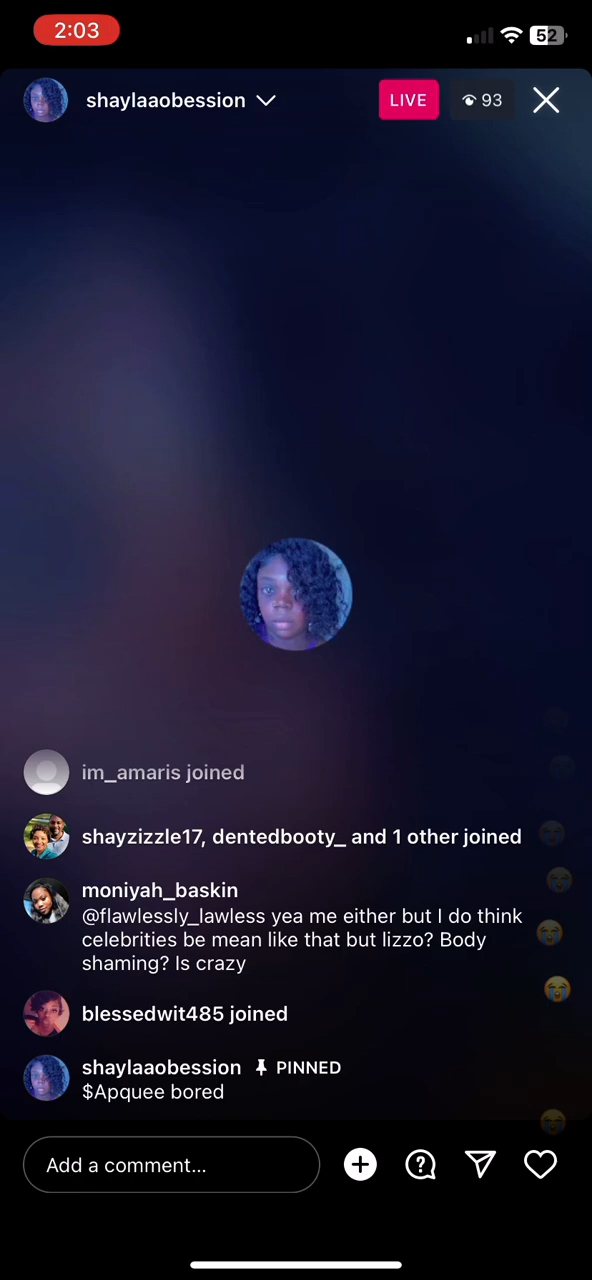 2:03
52
shaylaaobession
LIVE
93
im_amaris joined
shayzizzle17, dentedbooty_ and 1 other joined
moniyah_baskin
@flawlessly_lawless yea me either but I do think
celebrities be mean like that but lizzo? Body
shaming? Is crazy
blessedwit485 joined
shaylaaobession PINNED
$Apquee bored
Add a comment...